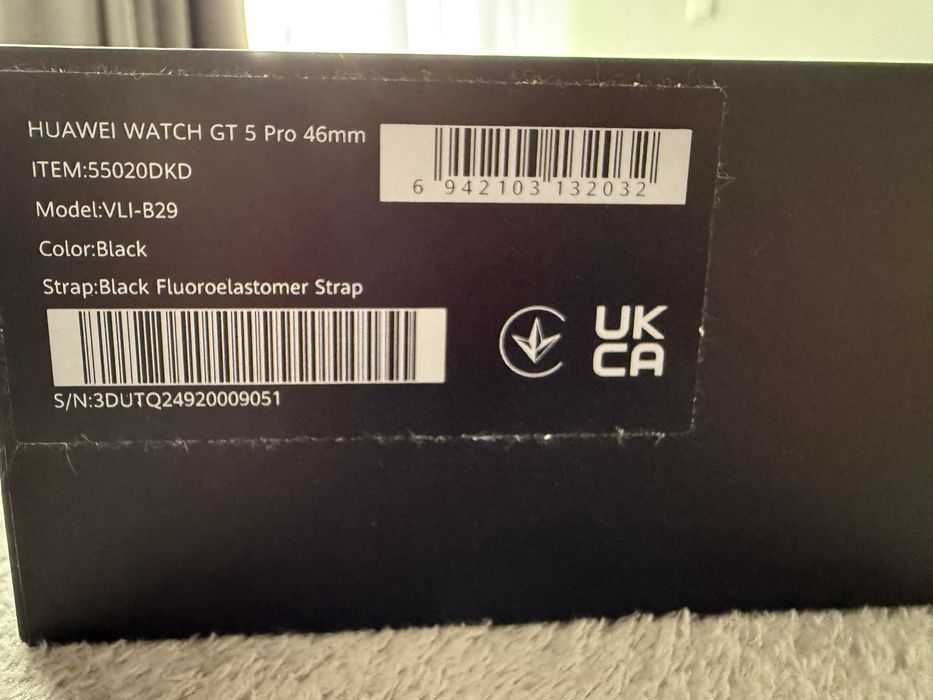 HUAWEI WATCH GT 5 Pro 46mm
ITEM:55020DKD
Model:VLI-B29
Color:Black
Strap:Black Fluoroelastomer Strap
S/N:3DUTQ24920009051
6 942103 132032
UK
CA